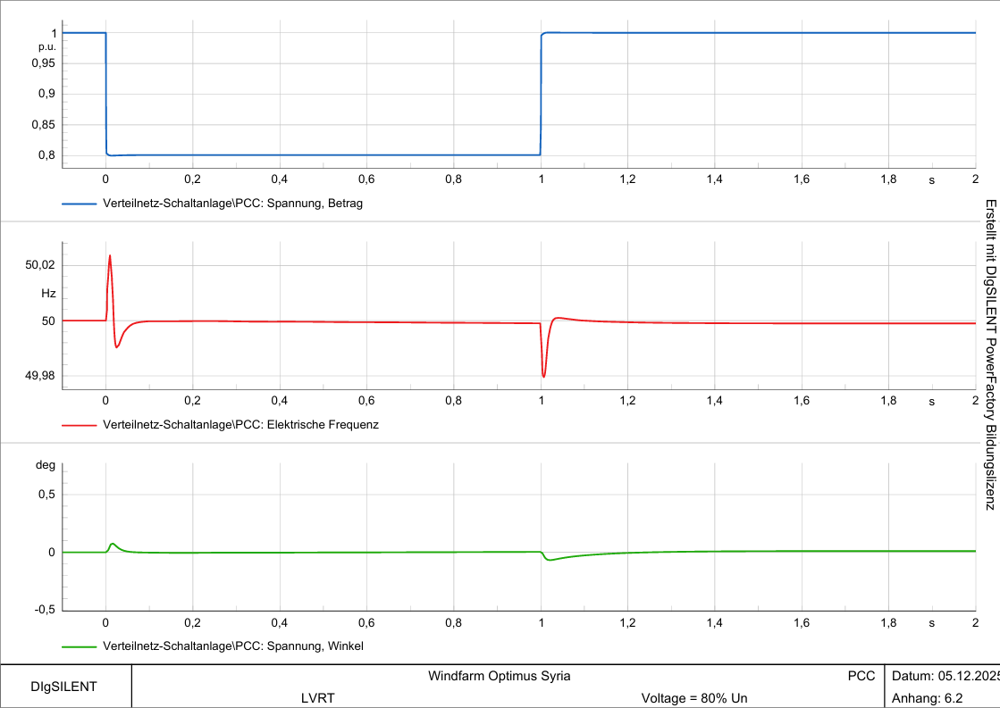 1
p.u.
0,95
0,9
0,85
0,8
0 0,2 0,4 0,6 0,8 1 1,2 1,4 1,6 1,8 s 2
Verteilnetz-Schaltanlage\PCC: Spannung, Betrag
50,02
Hz
50
49,98
0 0,2 0,4 0,6 0,8 1 1,2 1,4 1,6 1,8 s 2
Verteilnetz-Schaltanlage\PCC: Elektrische Frequenz
deg
0,5
0
-0,5
0 0,2 0,4 0,6 0,8 1 1,2 1,4 1,6 1,8 s 2
Verteilnetz-Schaltanlage\PCC: Spannung, Winkel
Erstellt mit DIgSILENT PowerFactory Bildungslizenz
DIgSILENT
Windfarm Optimus Syria PCC
LVRT Voltage = 80% Un
Datum: 05.12.2025
Anhang: 6.2